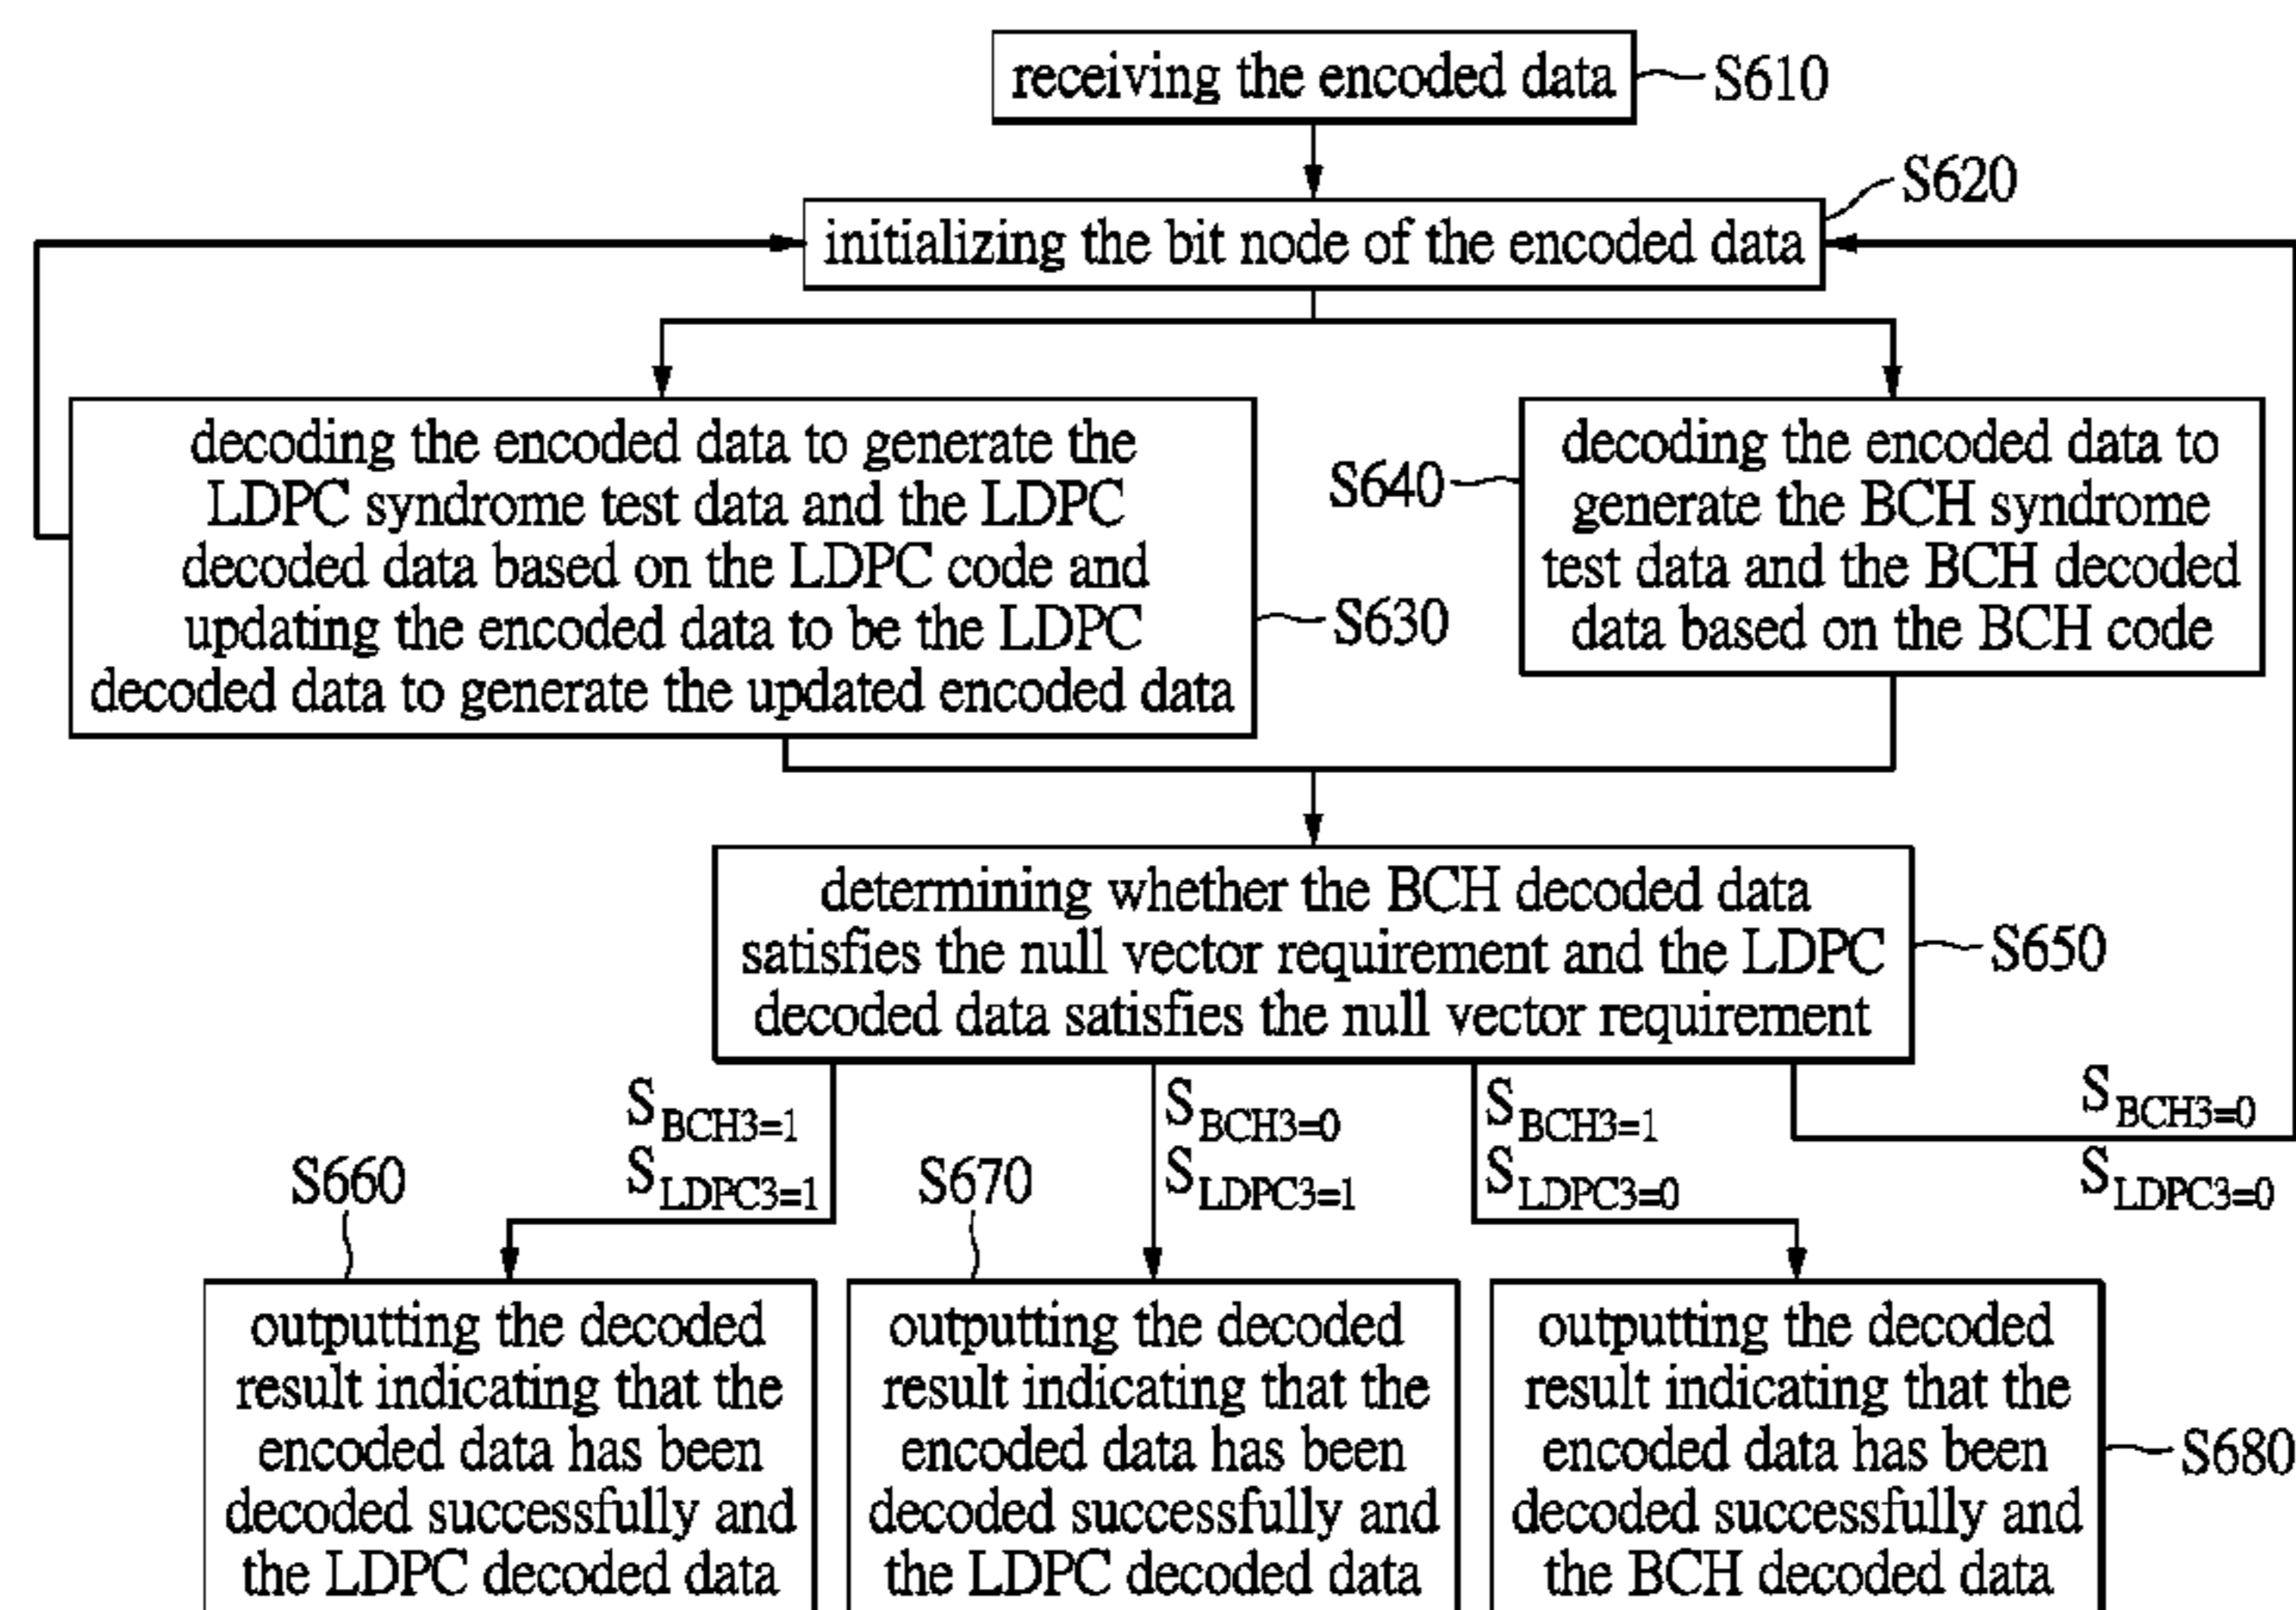 receiving the encoded data
S610
S620
initializing the bit node of the encoded data
decoding the encoded data to generate the
LDPC syndrome test data and the LDPC
decoded data based on the LDPC code and
updating the encoded data to be the LDPC
decoded data to generate the updated encoded data
S630
S640
decoding the encoded data to
generate the BCH syndrome
test data and the BCH decoded
data based on the BCH code
determining whether the BCH decoded data
satisfies the null vector requirement and the LDPC
decoded data satisfies the null vector requirement
S650
SBCH3=1
SLDPC3=1
SBCH3=0
SLDPC3=1
SBCH3=1
SLDPC3=0
SBCH3=0
SLDPC3=0
S660
outputting the decoded
result indicating that the
encoded data has been
decoded successfully and
the LDPC decoded data
S670
outputting the decoded
result indicating that the
encoded data has been
decoded successfully and
the LDPC decoded data
outputting the decoded
result indicating that the
encoded data has been
decoded successfully and
the BCH decoded data
S680